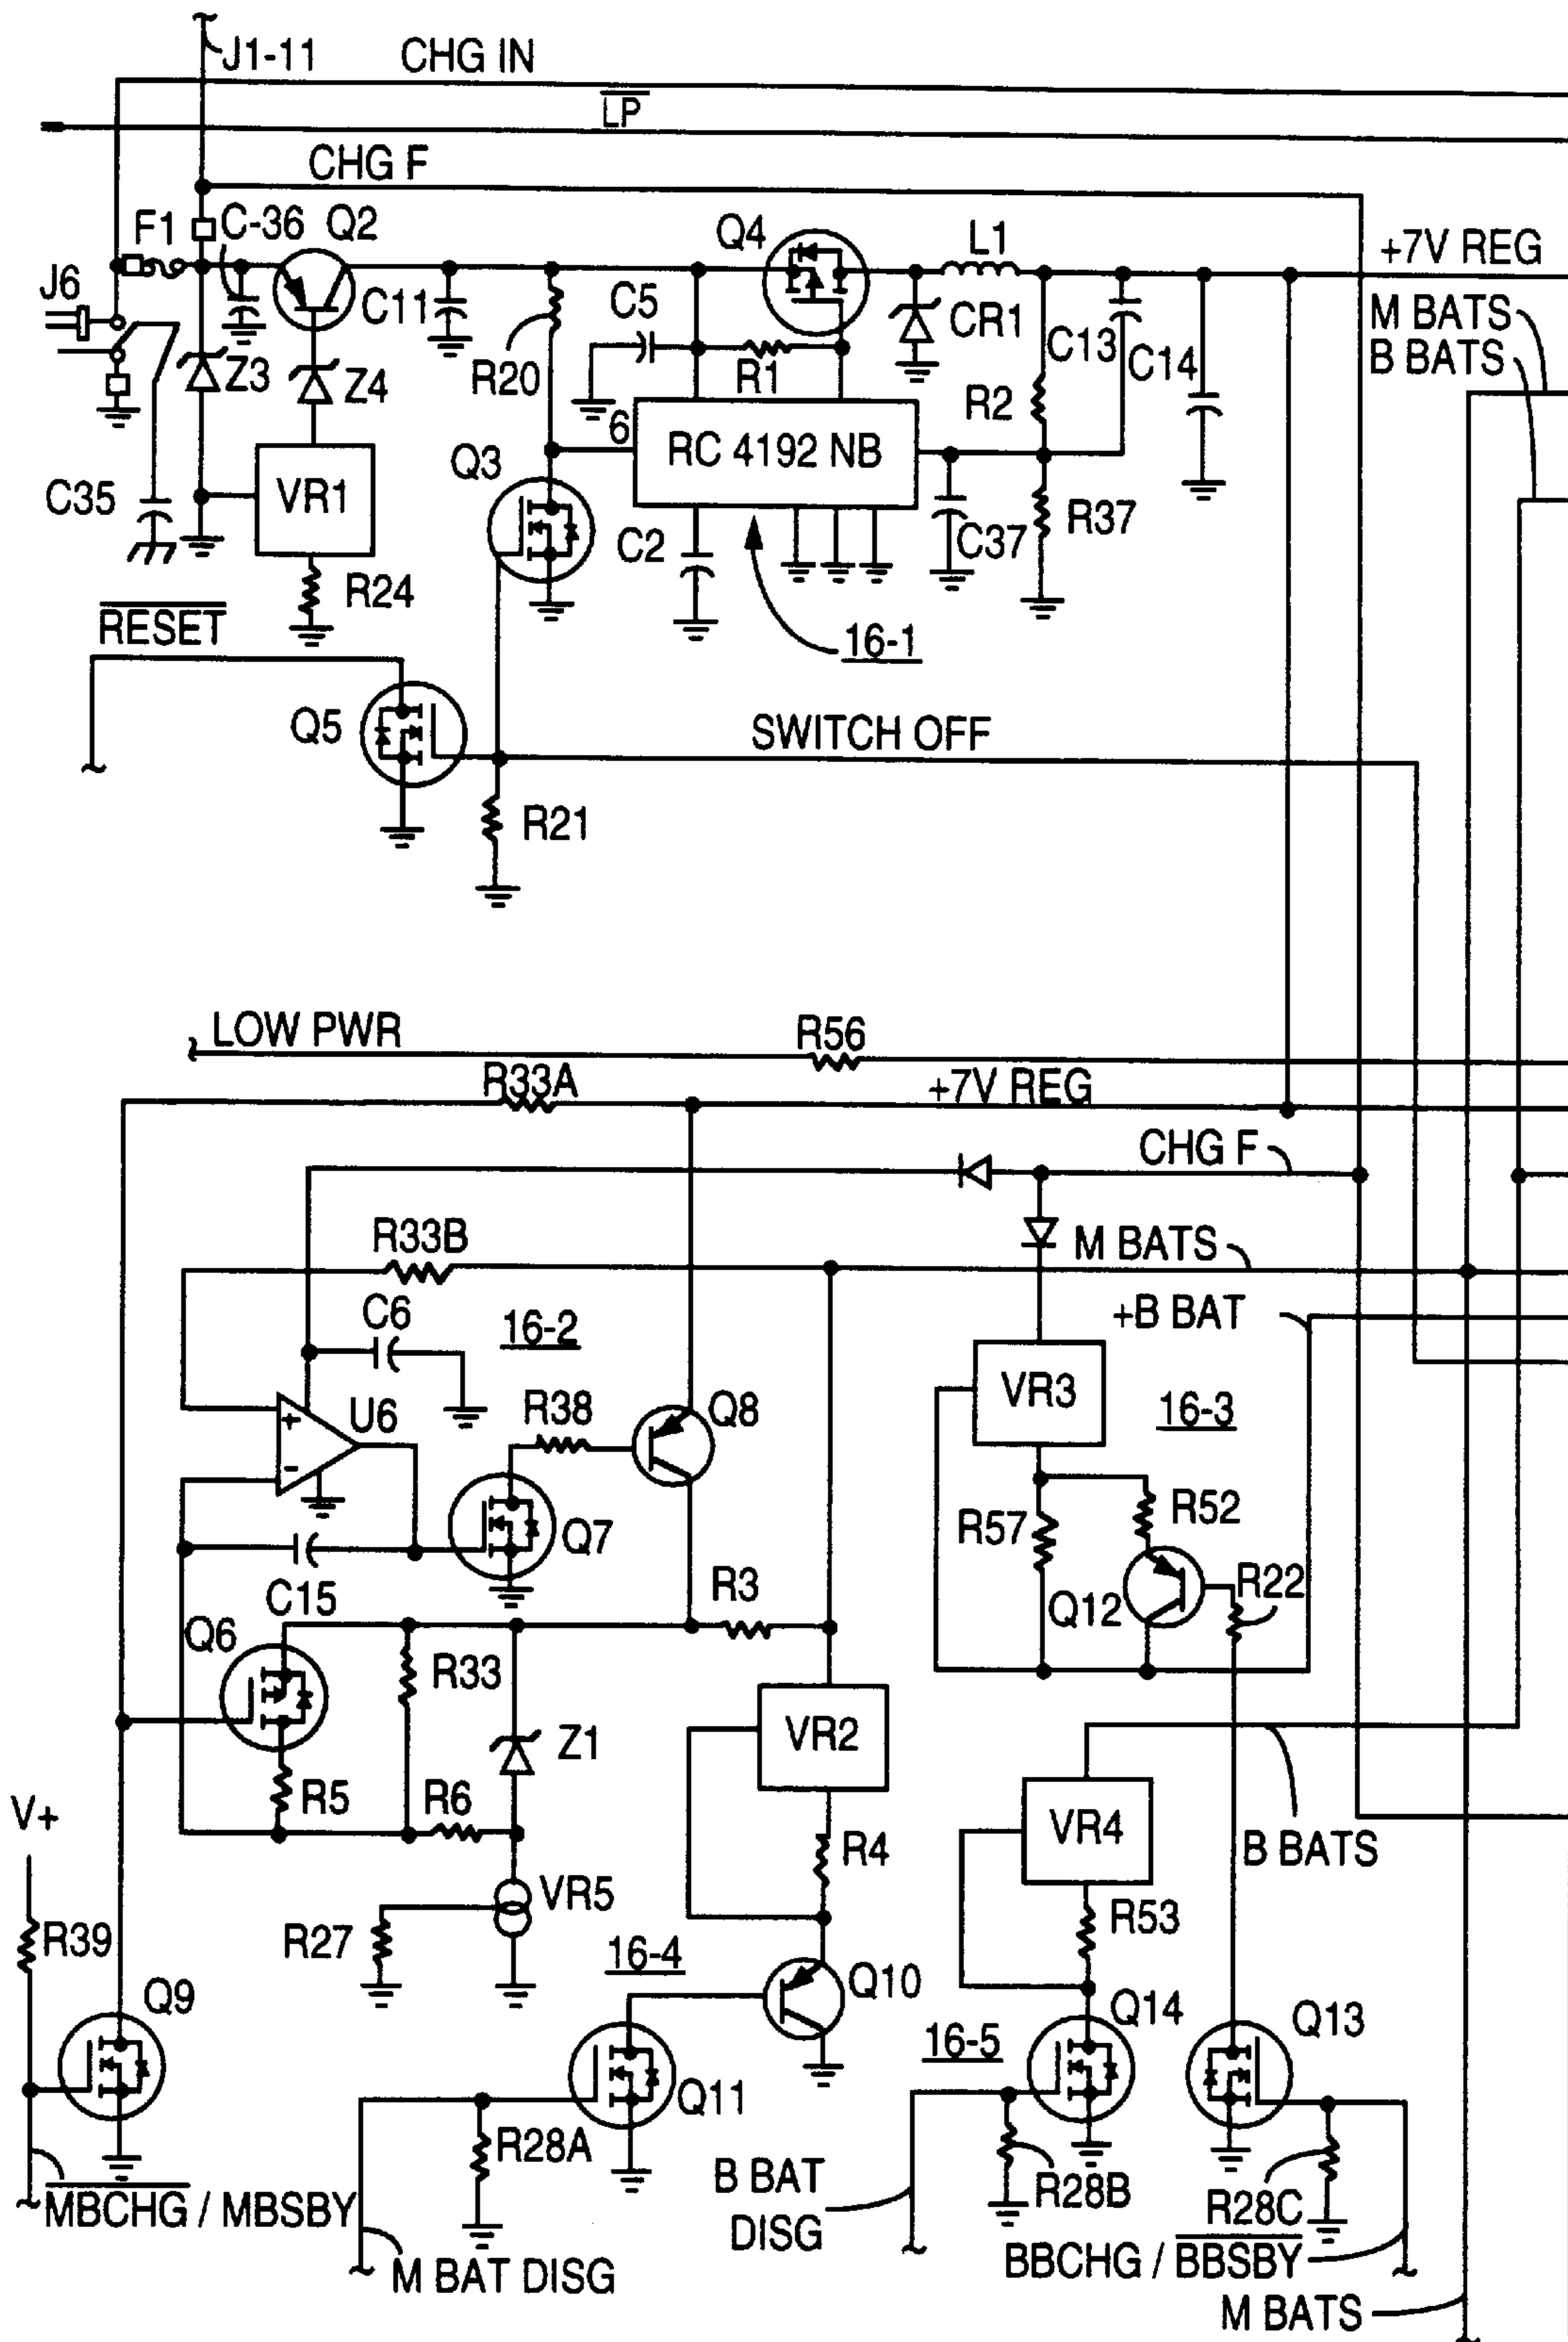 J1-11
CHG IN
LP
CHG F
F1
C-36
Q2
Q4
L1
+7V REG
J6
C11
C5
CR1
C13
C14
M BATS
B BATS
Z3
Z4
R20
R1
R2
6
RC 4192 NB
Q3
C35
VR1
C2
C37
R37
R24
RESET
16-1
Q5
SWITCH OFF
R21
LOW PWR
R56
R33A
+7V REG
CHG F
R33B
M BATS
C6
16-2
+B BAT
VR3
16-3
+
U6
-
R38
Q8
R57
R52
Q7
C15
R3
Q12
R22
Q6
R33
Z1
VR2
R5
R6
V+
R4
VR4
B BATS
VR5
R39
R27
R53
16-4
Q9
Q10
Q14
16-5
Q13
Q11
R28A
B BAT
DISG
R28B
R28C
MBCHG / MBSBY
M BAT DISG
BBCHG / BBSBY
M BATS